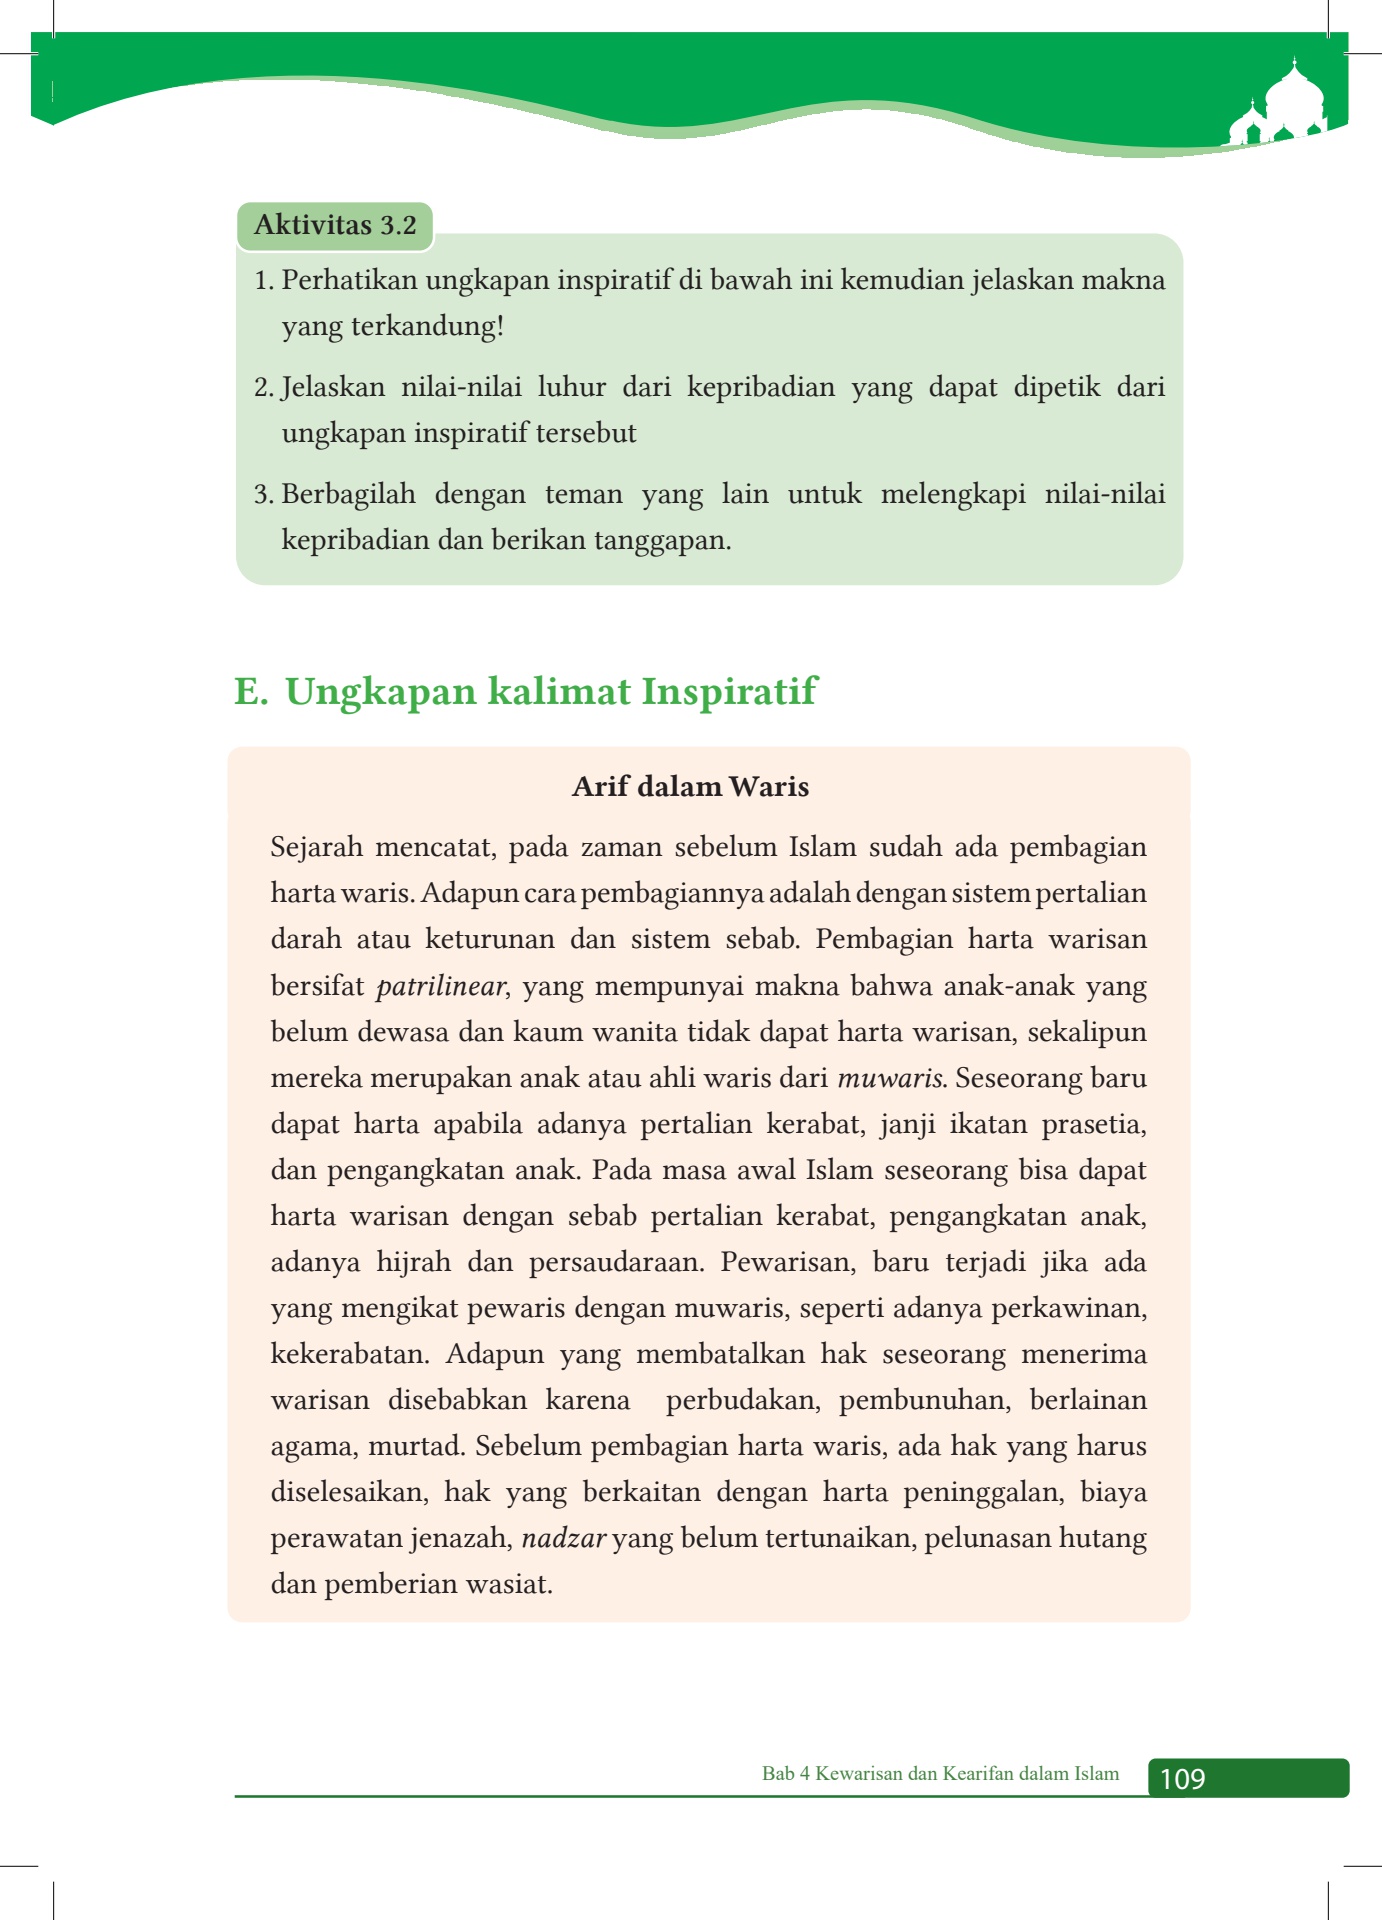 Aktivitas 3.2
1. Perhatikan ungkapan inspiratif di bawah ini kemudian jelaskan makna
yang terkandung!
2. Jelaskan nilai-nilai luhur dari kepribadian yang dapat dipetik dari
ungkapan inspiratif tersebut
3. Berbagilah dengan teman yang lain untuk melengkapi nilai-nilai
kepribadian dan berikan tanggapan.
E. Ungkapan kalimat Inspiratif
Arif dalam Waris
Sejarah mencatat, pada zaman sebelum Islam sudah ada pembagian
harta waris. Adapun cara pembagiannya adalah dengan sistem pertalian
darah atau keturunan dan sistem sebab. Pembagian harta warisan
bersifat patrilinear, yang mempunyai makna bahwa anak-anak yang
belum dewasa dan kaum wanita tidak dapat harta warisan, sekalipun
mereka merupakan anak atau ahli waris dari muwaris. Seseorang baru
dapat harta apabila adanya pertalian kerabat, janji ikatan prasetia,
dan pengangkatan anak. Pada masa awal Islam seseorang bisa dapat
harta warisan dengan sebab pertalian kerabat, pengangkatan anak,
adanya hijrah dan persaudaraan. Pewarisan, baru terjadi jika ada
yang mengikat pewaris dengan muwaris, seperti adanya perkawinan,
kekerabatan. Adapun yang membatalkan hak seseorang menerima
warisan disebabkan karena perbudakan, pembunuhan, berlainan
agama, murtad. Sebelum pembagian harta waris, ada hak yang harus
diselesaikan, hak yang berkaitan dengan harta peninggalan, biaya
perawatan jenazah, nadzar yang belum tertunaikan, pelunasan hutang
dan pemberian wasiat.
Bab 4 Kewarisan dan Kearifan dalam Islam
109